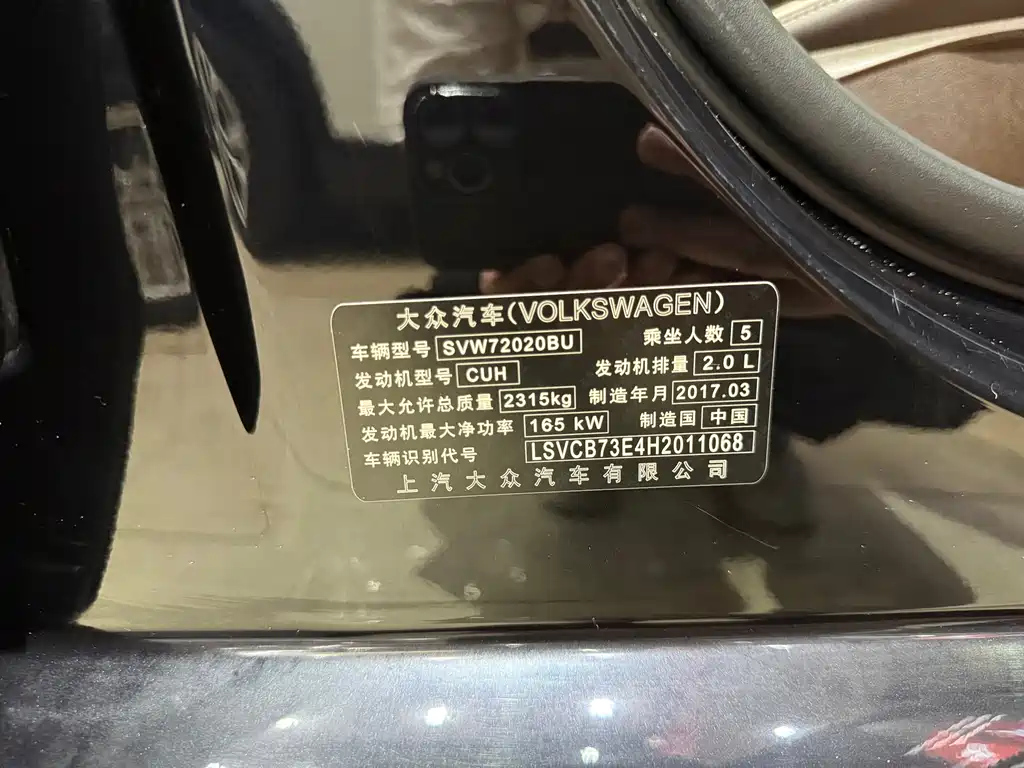 大众汽车(VOLKSWAGEN)
车辆型号 SVW72020BU 乘坐人数 5
发动机型号 CUH 发动机排量 2.0 L
最大允许总质量 2315kg 制造年月 2017.03
发动机最大净功率 165 kW 制造国 中国
车辆识别代号 LSVCB73E4H2011068
上汽大众汽车有限公司